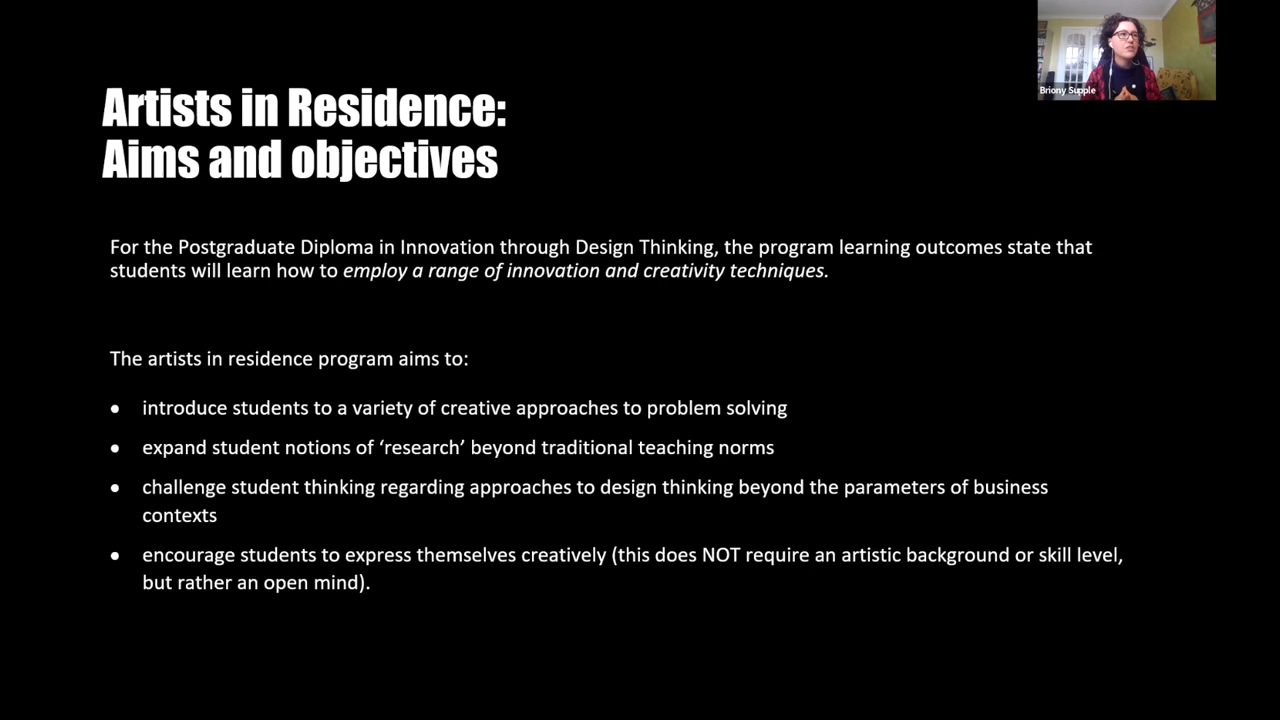 Briony Supple
Artists in Residence:
Aims and objectives
For the Postgraduate Diploma in Innovation through Design Thinking, the program learning outcomes state that
students will learn how to employ a range of innovation and creativity techniques.
The artists in residence program aims to:
• introduce students to a variety of creative approaches to problem solving
• expand student notions of ‘research’ beyond traditional teaching norms
• challenge student thinking regarding approaches to design thinking beyond the parameters of business
contexts
• encourage students to express themselves creatively (this does NOT require an artistic background or skill level,
but rather an open mind).